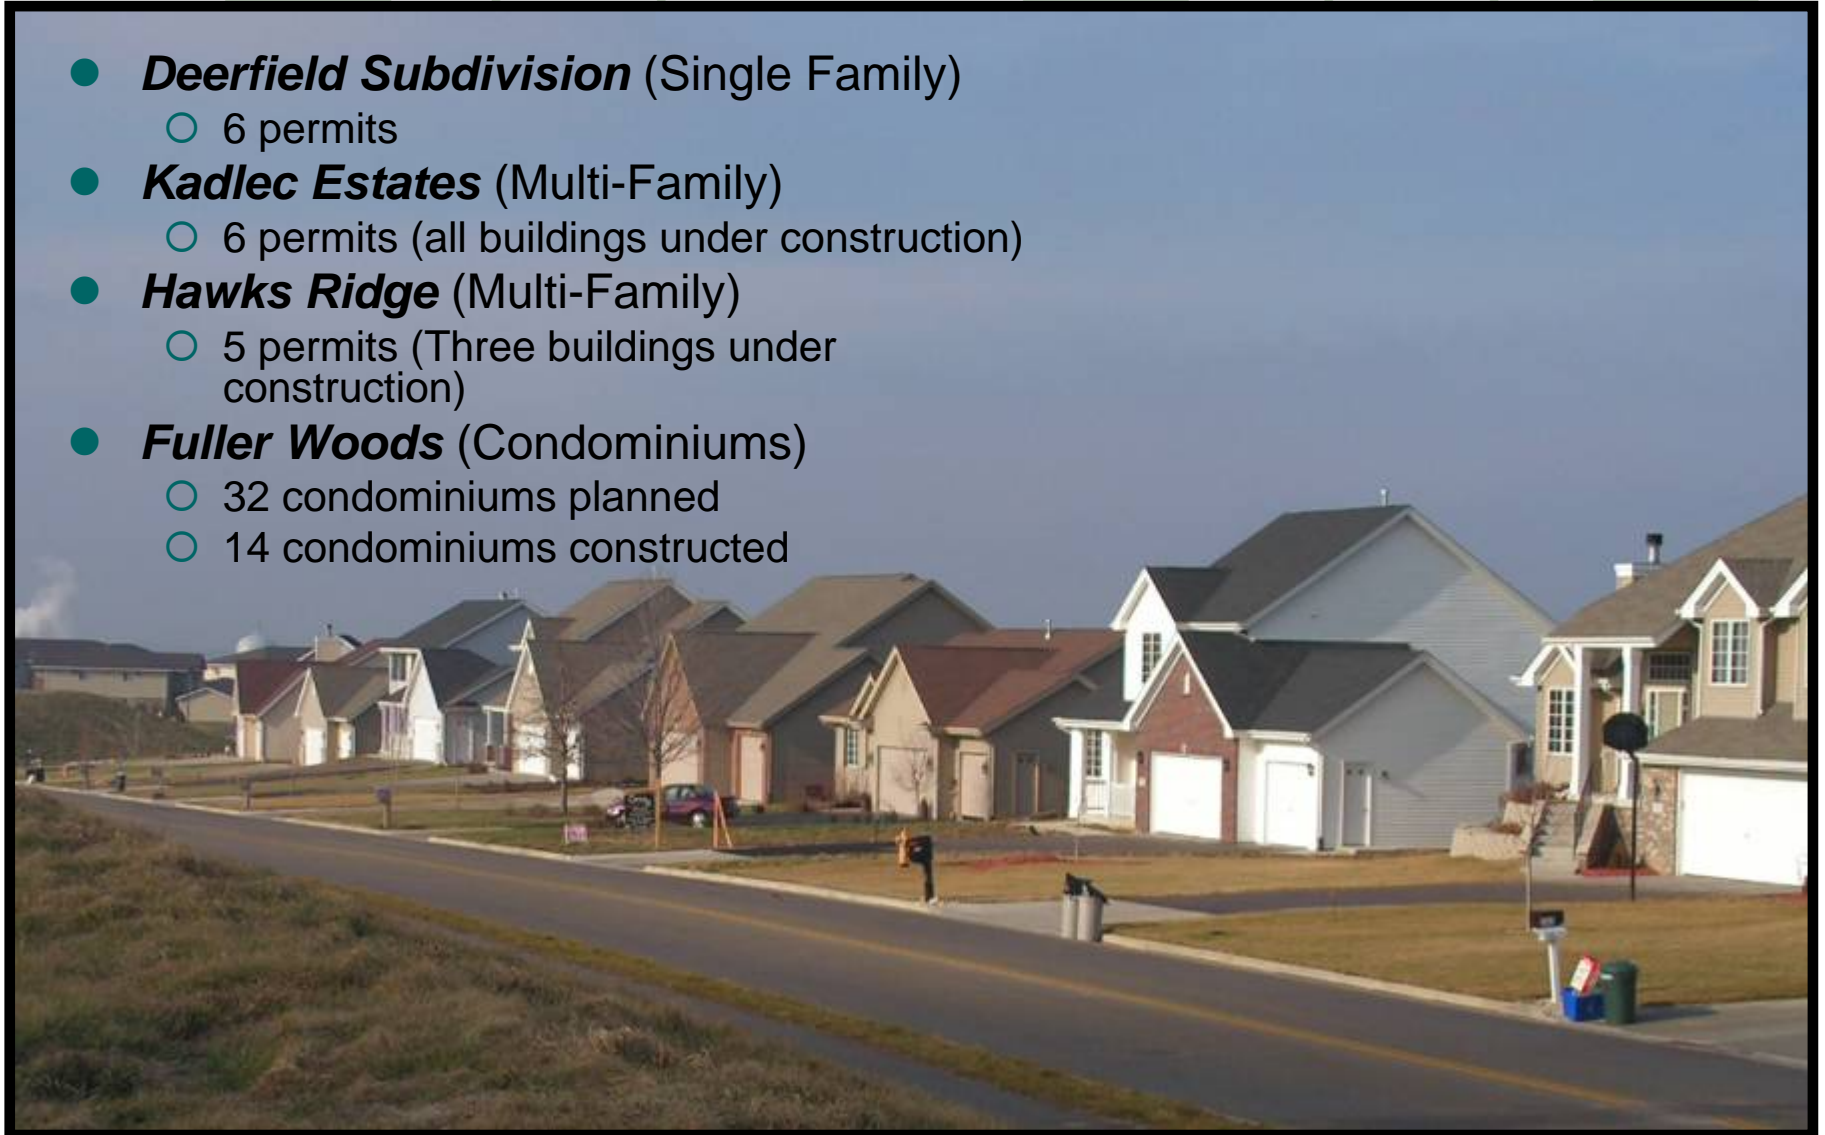 Deerfield Subdivision (Single Family)
6 permits
Kadlec Estates (Multi-Family)
6 permits (all buildings under construction)
Hawks Ridge (Multi-Family)
5 permits (Three buildings under
construction)
Fuller Woods (Condominiums)
32 condominiums planned
14 condominiums constructed